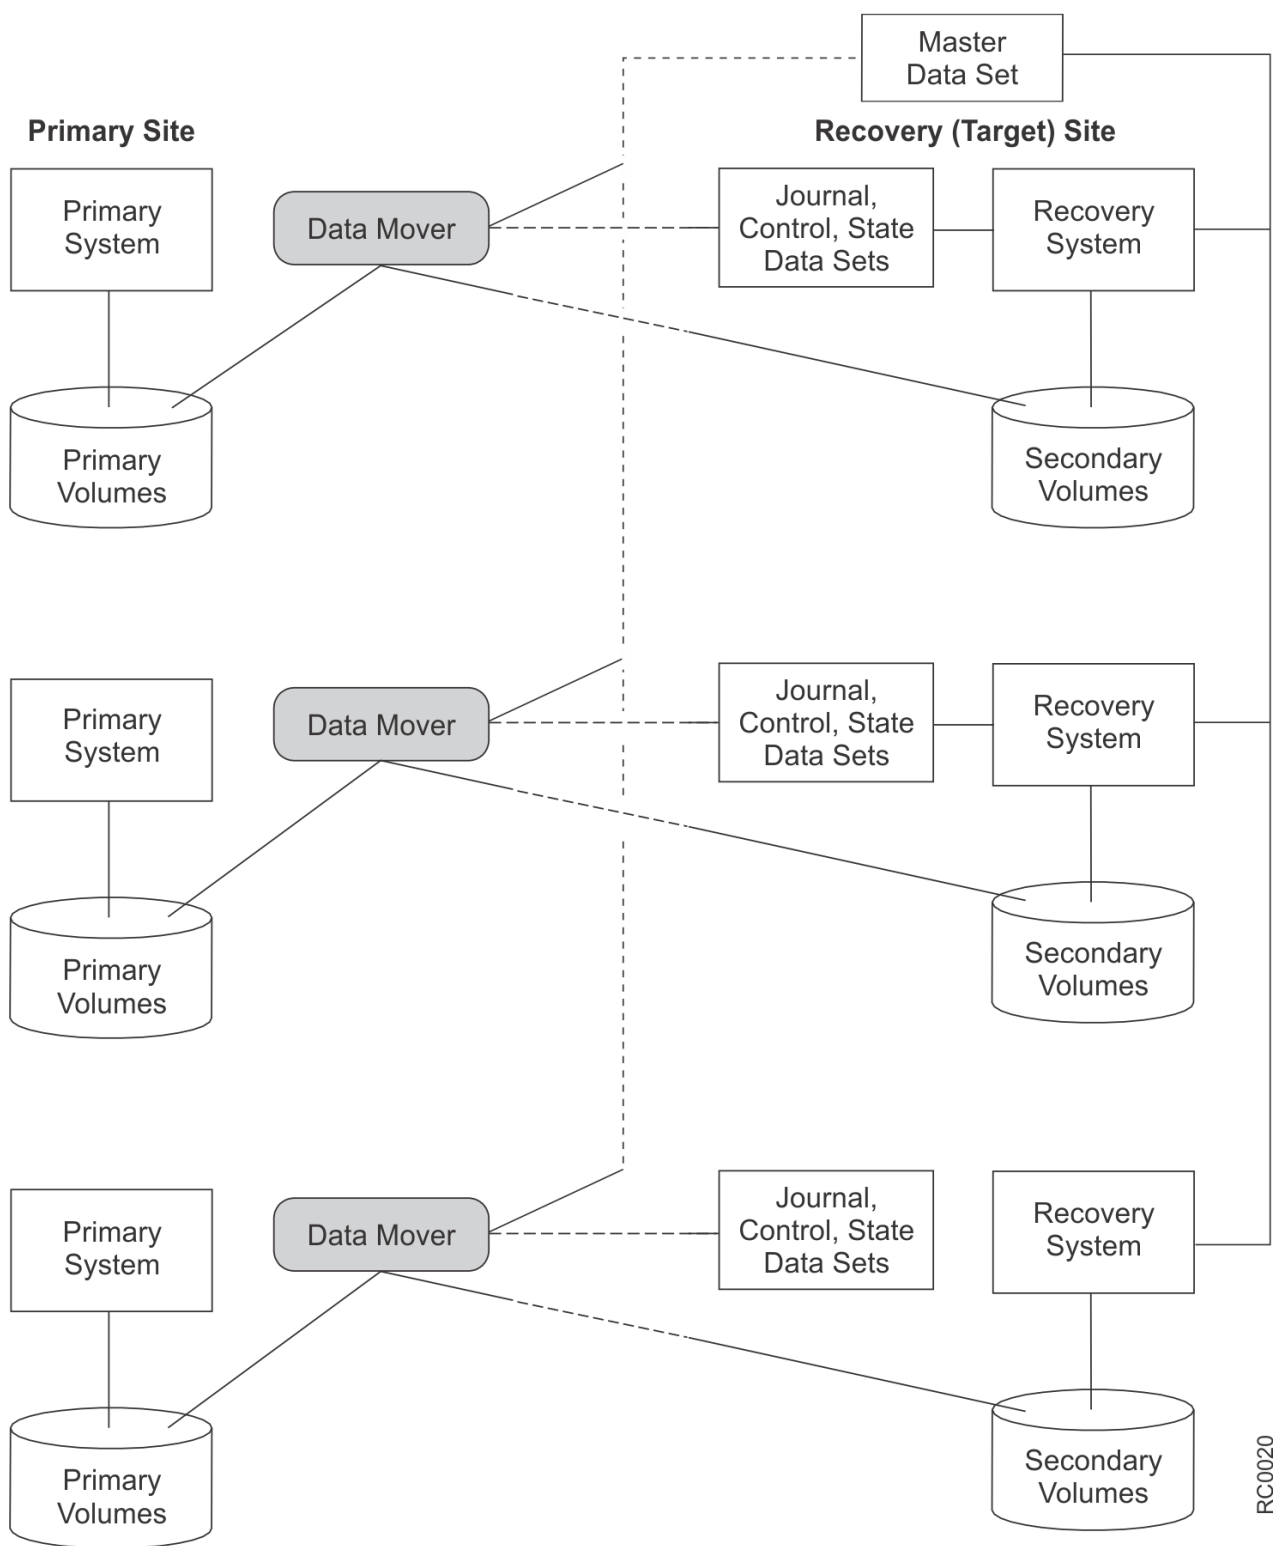 Master
Data Set
Primary Site
Recovery (Target) Site
Primary
System
Data Mover
Journal,
Control, State
Data Sets
Recovery
System
Primary
Volumes
Secondary
Volumes
Primary
System
Data Mover
Journal,
Control, State
Data Sets
Recovery
System
Primary
Volumes
Secondary
Volumes
Primary
System
Data Mover
Journal,
Control, State
Data Sets
Recovery
System
Primary
Volumes
Secondary
Volumes
RC0020